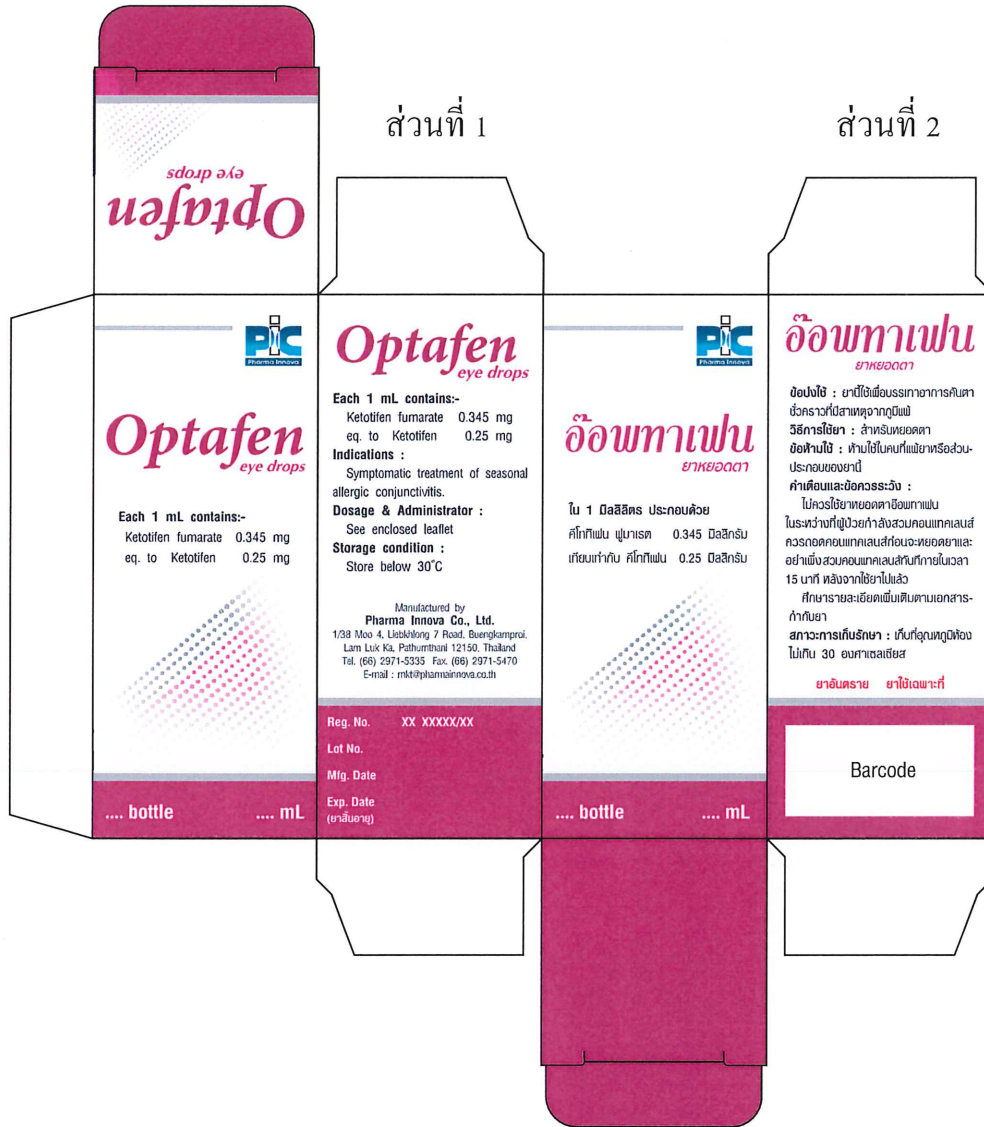 ส่วนที่ 1
ส่วนที่ 2
Optafen
eye drops
PiC
Pharma Innova
Optafen
eye drops
Each 1 mL contains:-
Ketotifen fumarate 0.345 mg
eq. to Ketotifen 0.25 mg
.... bottle .... mL
Optafen
eye drops
Each 1 mL contains:-
Ketotifen fumarate 0.345 mg
eq. to Ketotifen 0.25 mg
Indications :
Symptomatic treatment of seasonal
allergic conjunctivitis.
Dosage & Administrator :
See enclosed leaflet
Storage condition :
Store below 30°C
Manufactured by
Pharma Innova Co., Ltd.
1/38 Moo 4, Liebkhlong 7 Road, Buengkamproi,
Lam Luk Ka, Pathumthani 12150, Thailand
Tel. (66) 2971-5335 Fax. (66) 2971-5470
E-mail : mkt@pharmainnova.co.th
Reg. No. XX XXXXX/XX
Lot No.
Mfg. Date
Exp. Date
(ยาสิ้นอายุ)
PiC
Pharma Innova
อ๊อพทาเฟน
ยาหยอดตา
ใน 1 มิลลิลิตร ประกอบด้วย
คีโทติเฟน ฟูมาเรต 0.345 มิลลิกรัม
เทียบเท่ากับ คีโทติเฟน 0.25 มิลลิกรัม
.... bottle .... mL
อ๊อพทาเฟน
ยาหยอดตา
ข้อบ่งใช้ : ยานี้ใช้เพื่อบรรเทาอาการคันตา
ชั่วคราวที่มีสาเหตุจากภูมิแพ้
วิธีการใช้ยา : สำหรับหยอดตา
ข้อห้ามใช้ : ห้ามใช้ในคนที่แพ้ยาหรือส่วน-
ประกอบของยานี้
คำเตือนและข้อควรระวัง :
ไม่ควรใช้ยาหยอดตาอ๊อพทาเฟน
ในระหว่างที่ผู้ป่วยกำลังสวมคอนแทคเลนส์
ควรถอดคอนแทคเลนส์ก่อนจะหยอดยาและ
อย่าเพิ่งสวมคอนแทคเลนส์ทันทีภายในเวลา
15 นาที หลังจากใช้ยาไปแล้ว
ศึกษารายละเอียดเพิ่มเติมตามเอกสาร-
กำกับยา
สภาวะการเก็บรักษา : เก็บที่อุณหภูมิห้อง
ไม่เกิน 30 องศาเซลเซียส
ยาอันตราย ยาใช้เฉพาะที่
Barcode